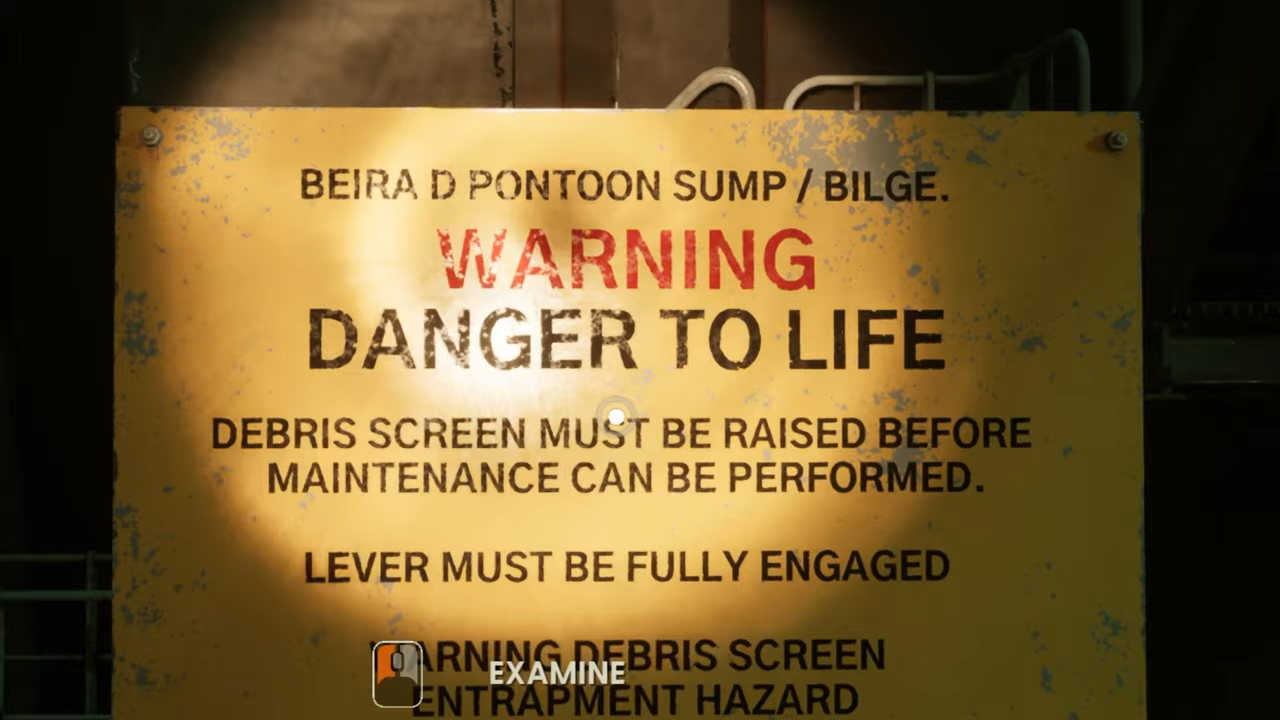 BEIRA D PONTOON SUMP / BILGE.
WARNING
DANGER TO LIFE
DEBRIS SCREEN MUST BE RAISED BEFORE
MAINTENANCE CAN BE PERFORMED.
LEVER MUST BE FULLY ENGAGED
WARNING DEBRIS SCREEN
EXAMINE
ENTRAPMENT HAZARD